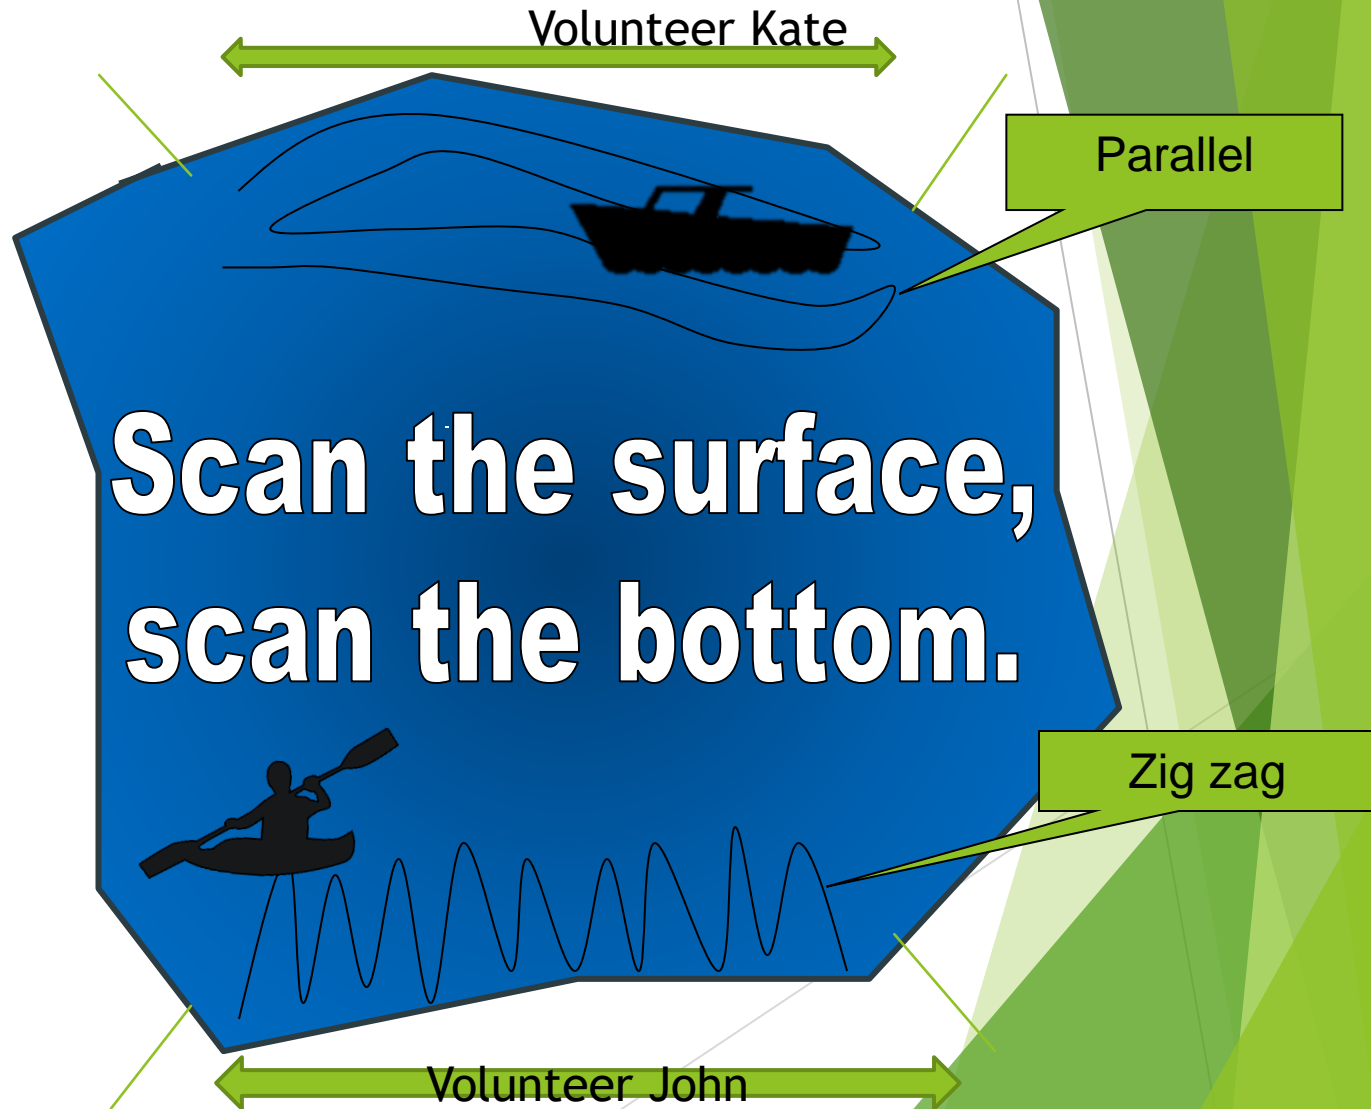 Volunteer Kate
Parallel
Scan the surface,
scan the bottom.
Zig zag
Volunteer John